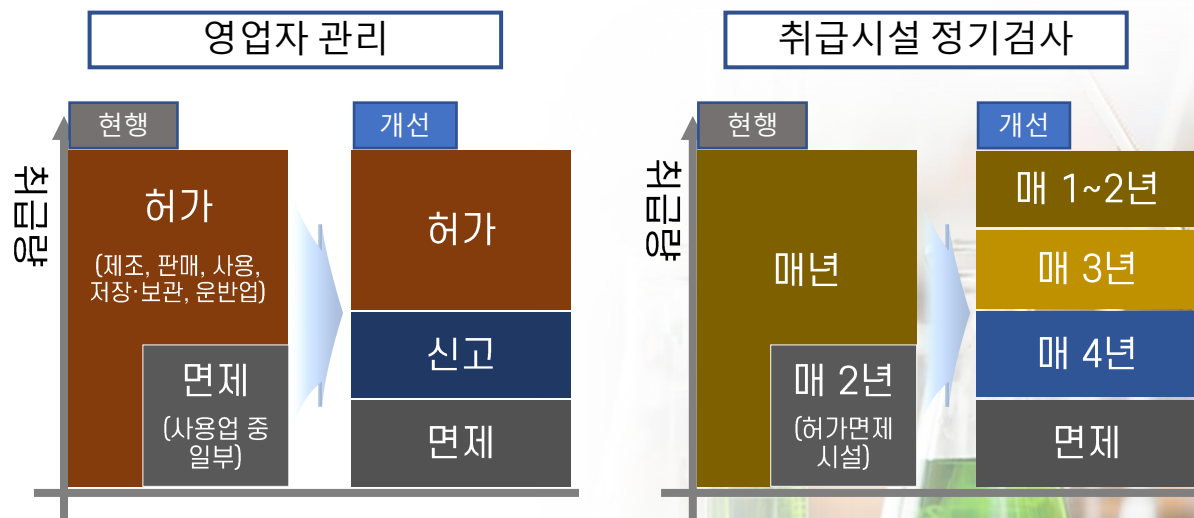 영업자 관리
현행
개선
취급량
허가
(제조, 판매, 사용,
저장·보관, 운반업)
면제
(사용업 중
일부)
허가
신고
면제
취급시설 정기검사
현행
개선
취급량
매년
매 2년
(허가면제
시설)
매 1~2년
매 3년
매 4년
면제